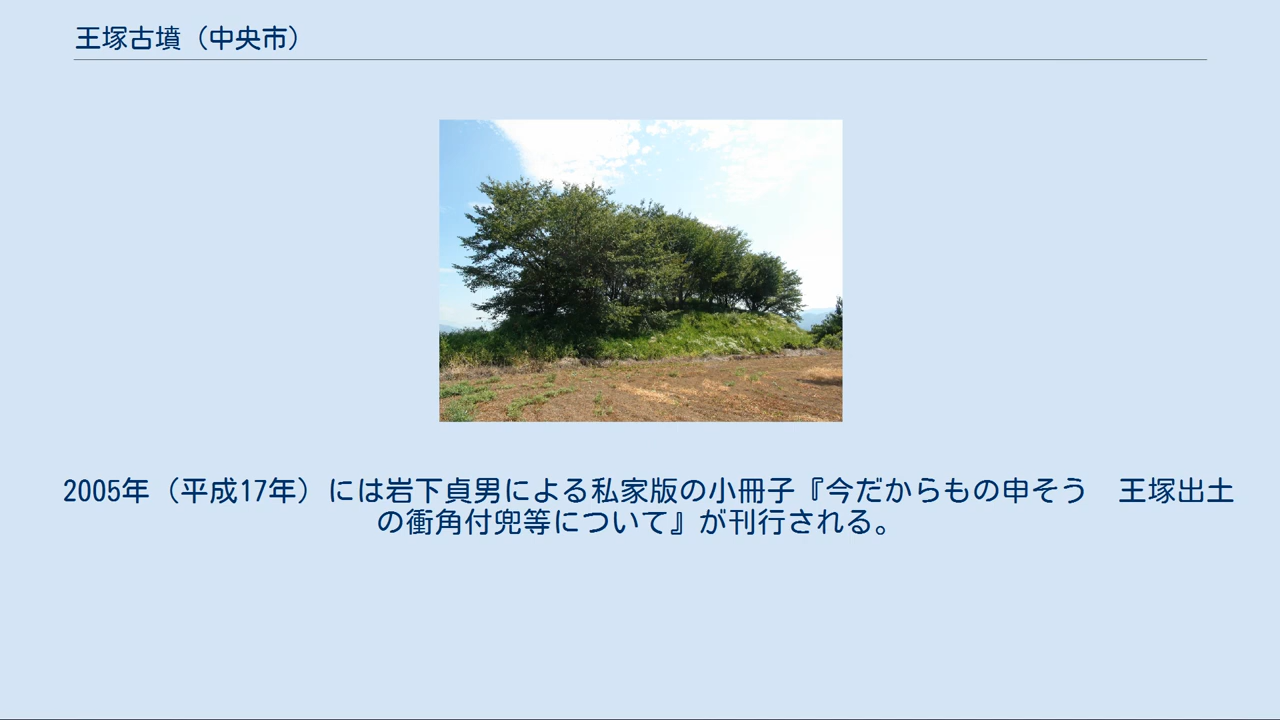 王塚古墳（中央市）
2005年（平成17年）には岩下貞男による私家版の小冊子『今だからもの申そう　王塚出土
の衝角付兜等について』が刊行される。